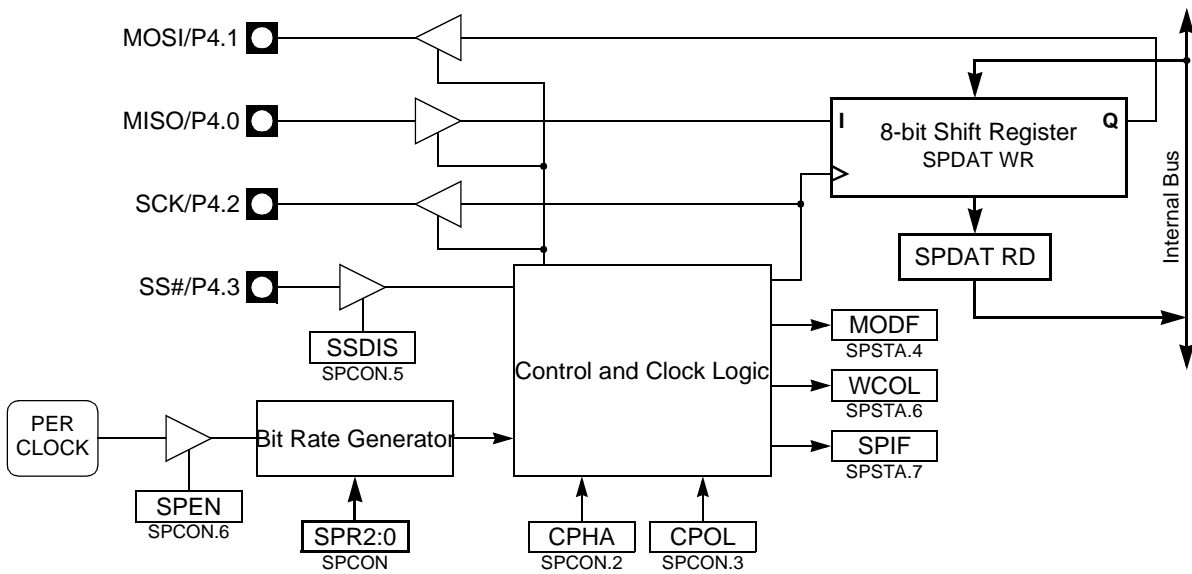 MOSI/P4.1
MISO/P4.0
I
8-bit Shift Register
Q
SPDAT WR
SCK/P4.2
Internal Bus
SPDAT RD
SS#/P4.3
SSDIS
SPCON.5
Control and Clock Logic
MODF
SPSTA.4
WCOL
SPSTA.6
SPIF
SPSTA.7
PER
CLOCK
Bit Rate Generator
SPEN
SPCON.6
SPR2:0
SPCON
CPHA
SPCON.2
CPOL
SPCON.3